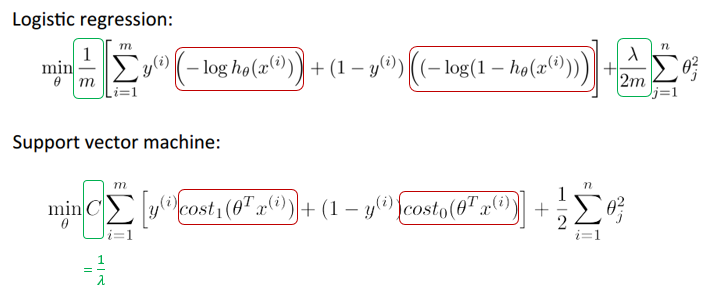 Logistic regression:
\min_{\theta} \frac{1}{m} \left[ \sum_{i=1}^{m} y^{(i)} \left( -\log h_\theta(x^{(i)}) \right) + (1 - y^{(i)}) \left( (-\log(1 - h_\theta(x^{(i)}))) \right) \right] + \frac{\lambda}{2m} \sum_{j=1}^{n} \theta_j^2
Support vector machine:
\min_{\theta} C \sum_{i=1}^{m} \left[ y^{(i)} cost_1(\theta^T x^{(i)}) + (1 - y^{(i)}) cost_0(\theta^T x^{(i)}) \right] + \frac{1}{2} \sum_{i=1}^{n} \theta_j^2
= \frac{1}{\lambda}